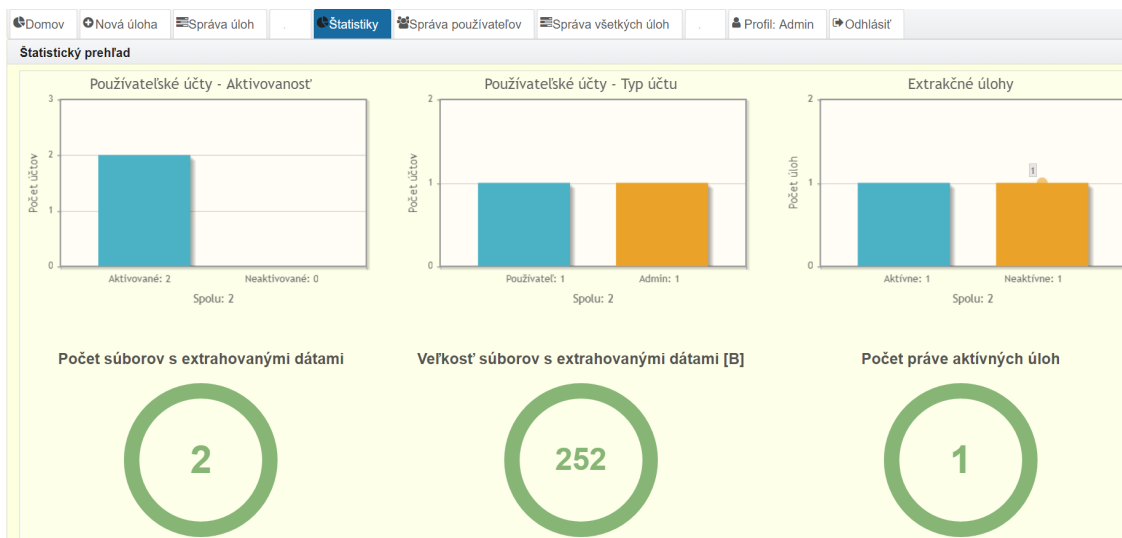 Domov Nová úloha Správa úloh . Štatistiky Správa používateľov Správa všetkých úloh . Profil: Admin Odhlásiť
Štatistický prehľad
Používateľské účty - Aktivovanosť
3
2
1
0
Počet účtov
Aktivované: 2 Neaktivované: 0
Spolu: 2
Používateľské účty - Typ účtu
2
1
0
Počet účtov
Používateľ: 1 Admin: 1
Spolu: 2
Extrakčné úlohy
2
1
0
Počet úloh
1
Aktívne: 1 Neaktívne: 1
Spolu: 2
Počet súborov s extrahovanými dátami
2
Veľkosť súborov s extrahovanými dátami [B]
252
Počet práve aktívných úloh
1